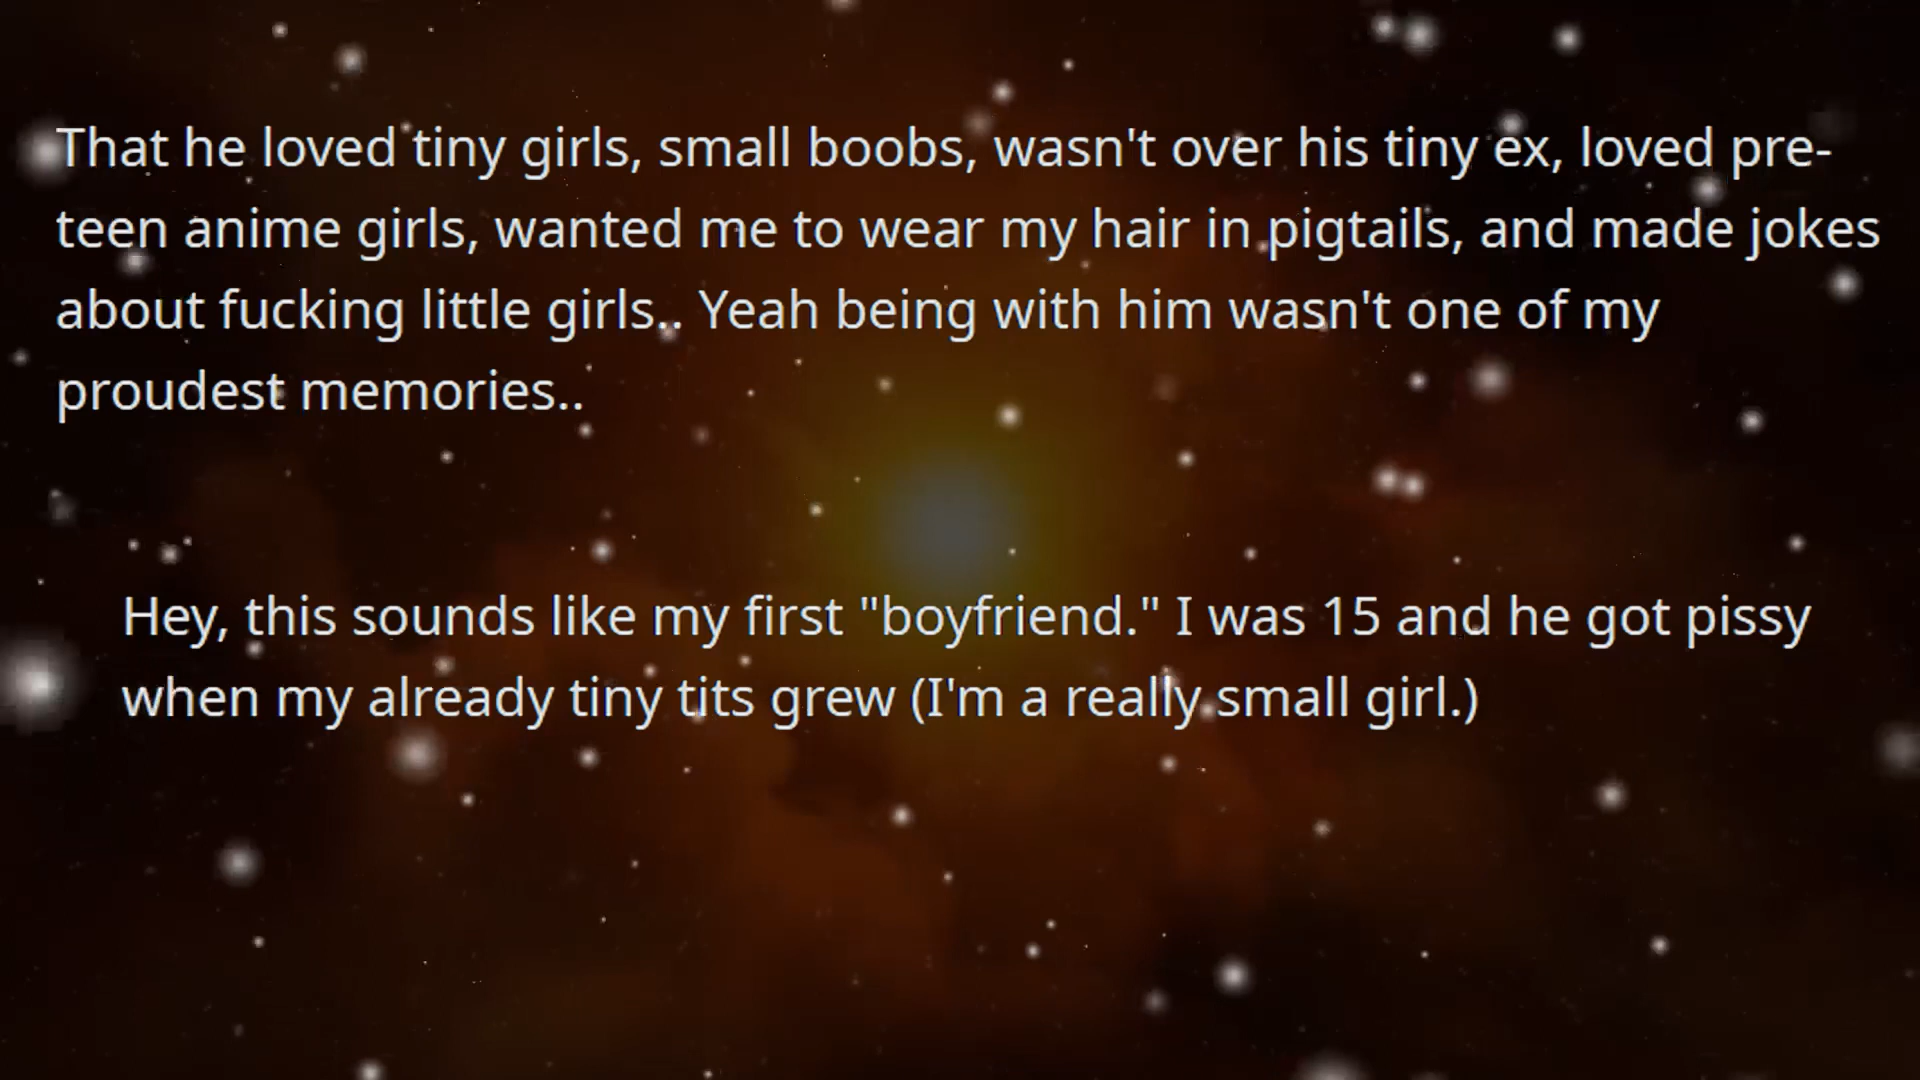 That he loved tiny girls, small boobs, wasn't over his tiny ex, loved pre-
teen anime girls, wanted me to wear my hair in pigtails, and made jokes
about fucking little girls.. Yeah being with him wasn't one of my
proudest memories..
Hey, this sounds like my first "boyfriend." I was 15 and he got pissy
when my already tiny tits grew (I'm a really small girl.)